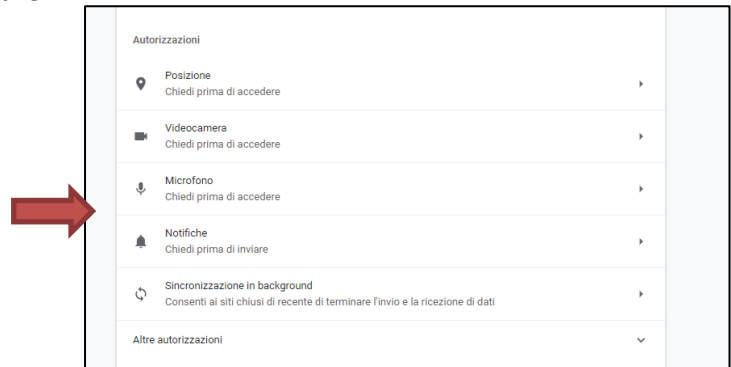 Autorizzazioni
Posizione
Chiedi prima di accedere
Videocamera
Chiedi prima di accedere
Microfono
Chiedi prima di accedere
Notifiche
Chiedi prima di inviare
Sincronizzazione in background
Consenti ai siti chiusi di recente di terminare l'invio e la ricezione di dati
Altre autorizzazioni